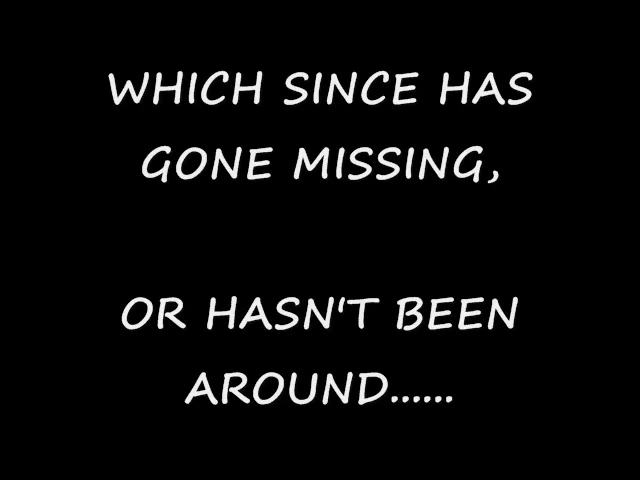 WHICH SINCE HAS
GONE MISSING,
OR HASN'T BEEN
AROUND......